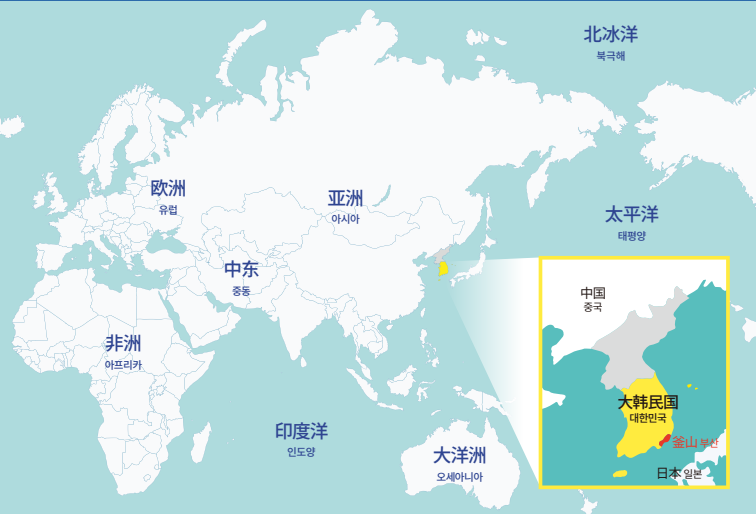 北冰洋
북극해
欧洲
유럽
亚洲
아시아
太平洋
태평양
中东
중동
非洲
아프리카
印度洋
인도양
大洋洲
오세아니아
中国
중국
大韩民国
대한민국
釜山 부산
日本 일본